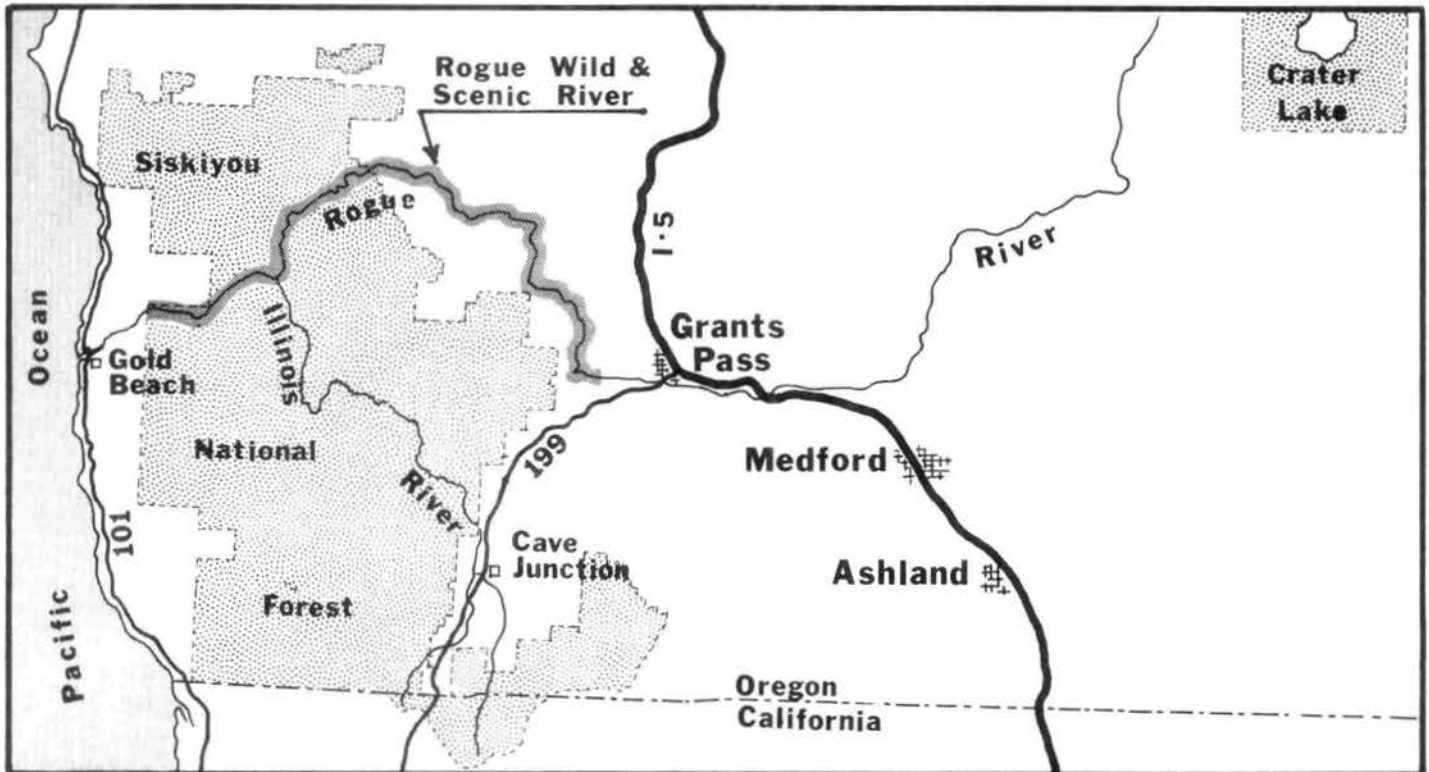 Rogue Wild &
Scenic River
Crater
Lake
Siskiyou
Rogue
I-5
River
Ocean
Illinois
Grants
Pass
Gold
Beach
National
199
Medford
River
101
Cave
Junction
Ashland
Forest
Pacific
Oregon
California